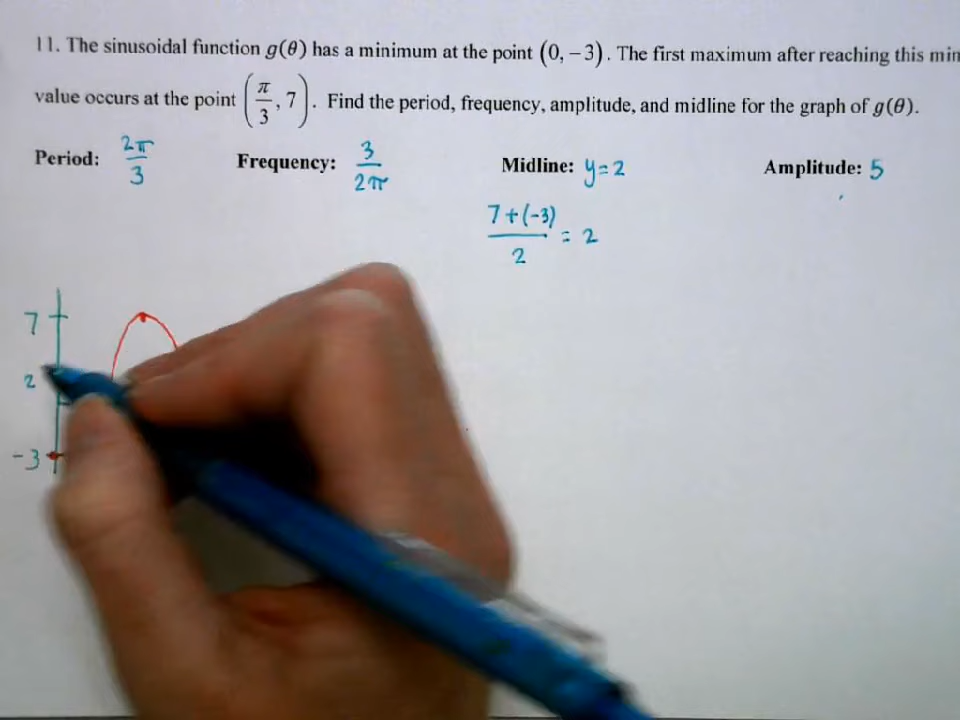 11. The sinusoidal function g(θ) has a minimum at the point (0, −3). The first maximum after reaching this min
value occurs at the point (π/3, 7). Find the period, frequency, amplitude, and midline for the graph of g(θ).
Period: 2π/3 Frequency: 3/2π Midline: y=2 Amplitude: 5
7+(-3)/2 = 2
7
2
-3